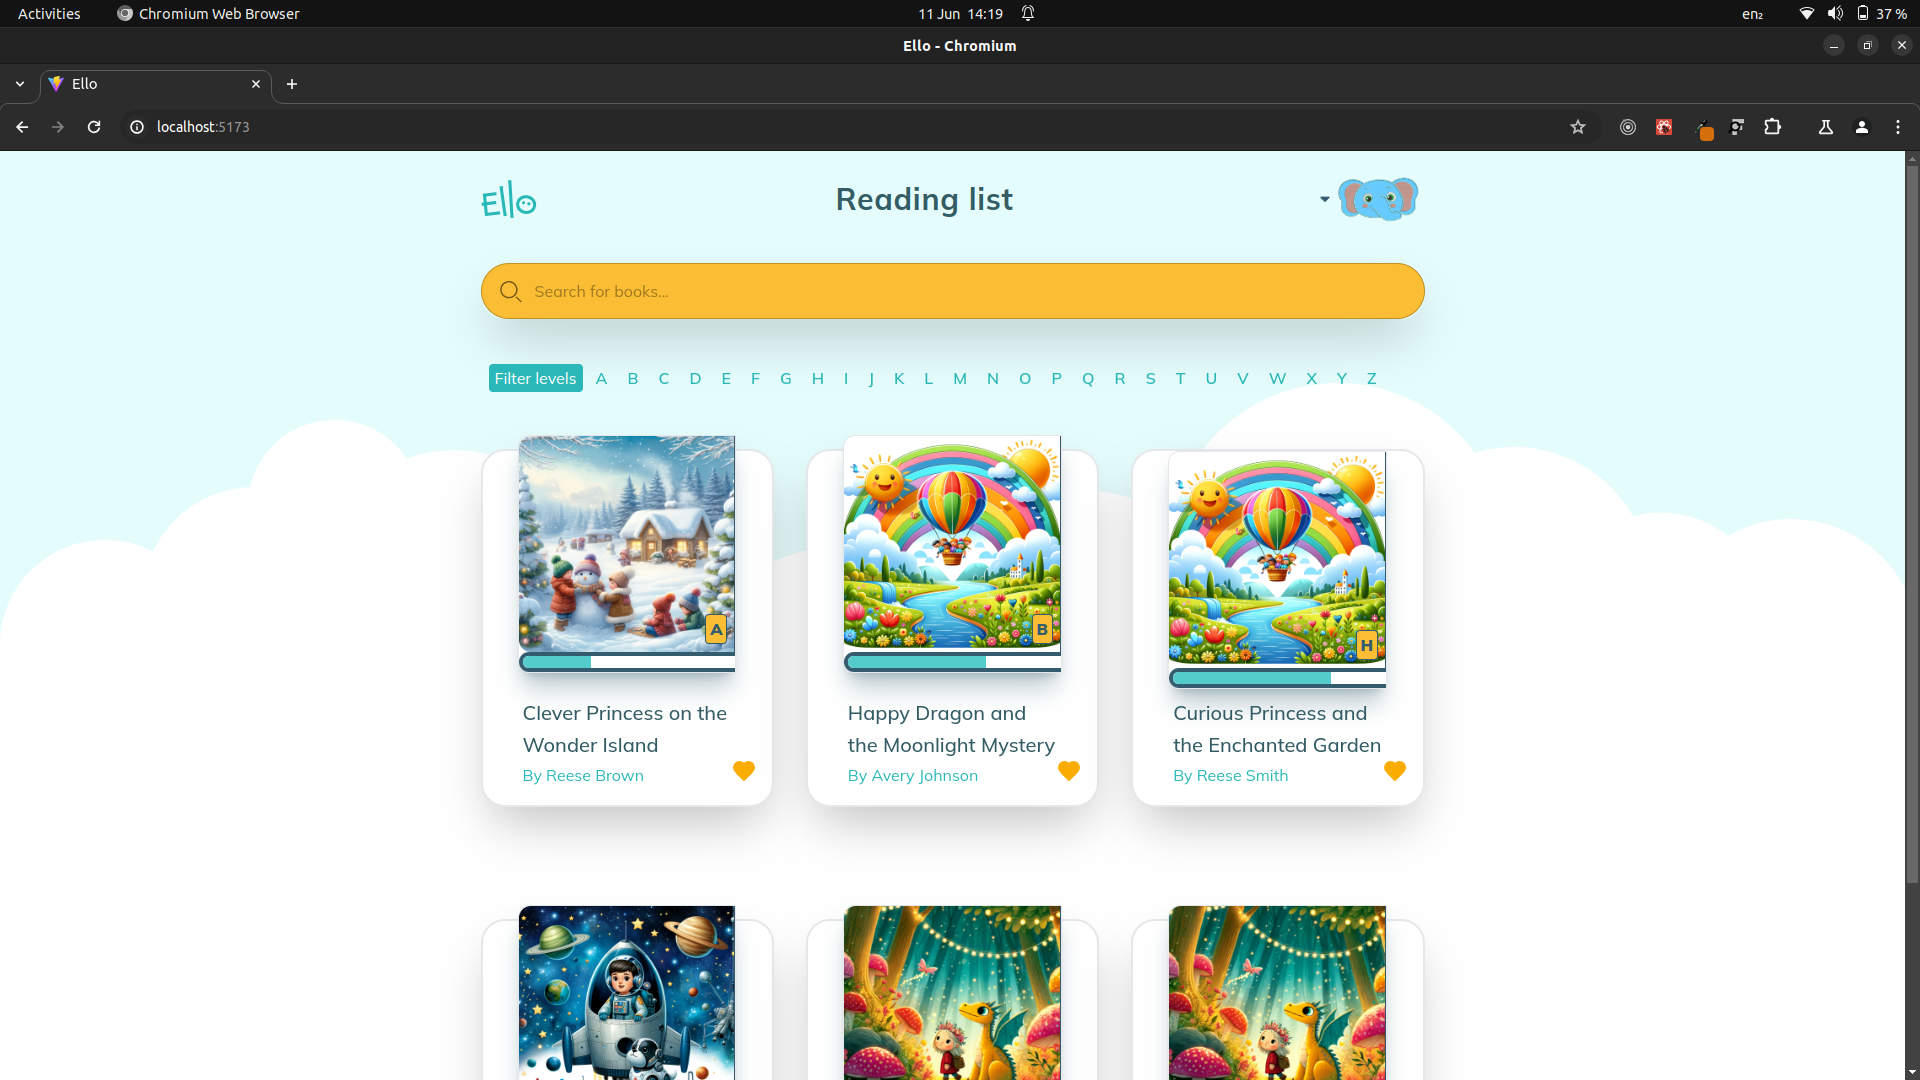 Activities
Chromium Web Browser
11 Jun 14:19
en₂
37 %
Ello - Chromium
Ello
localhost:5173
Ello
Reading list
Search for books...
Filter levels A B C D E F G H I J K L M N O P Q R S T U V W X Y Z
A
Clever Princess on the
Wonder Island
By Reese Brown
B
Happy Dragon and
the Moonlight Mystery
By Avery Johnson
H
Curious Princess and
the Enchanted Garden
By Reese Smith